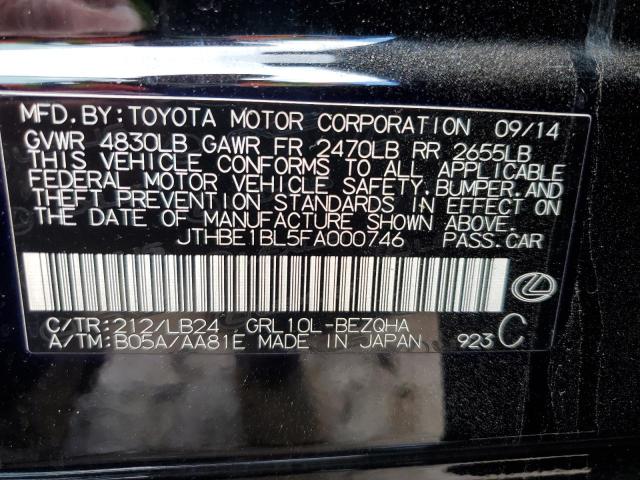 MFD.BY:TOYOTA MOTOR CORPORATION 09/14
GVWR 4830LB GAWR FR 2470LB RR 2655LB
THIS VEHICLE CONFORMS TO ALL APPLICABLE
FEDERAL MOTOR VEHICLE SAFETY,BUMPER,AND
THEFT PREVENTION STANDARDS IN EFFECT ON
THE DATE OF MANUFACTURE SHOWN ABOVE.
JTHBE1BL5FA000746 PASS.CAR
C/TR:212/LB24 GRL10L-BEZQHA
A/TM:B05A/AA81E MADE IN JAPAN 923 C